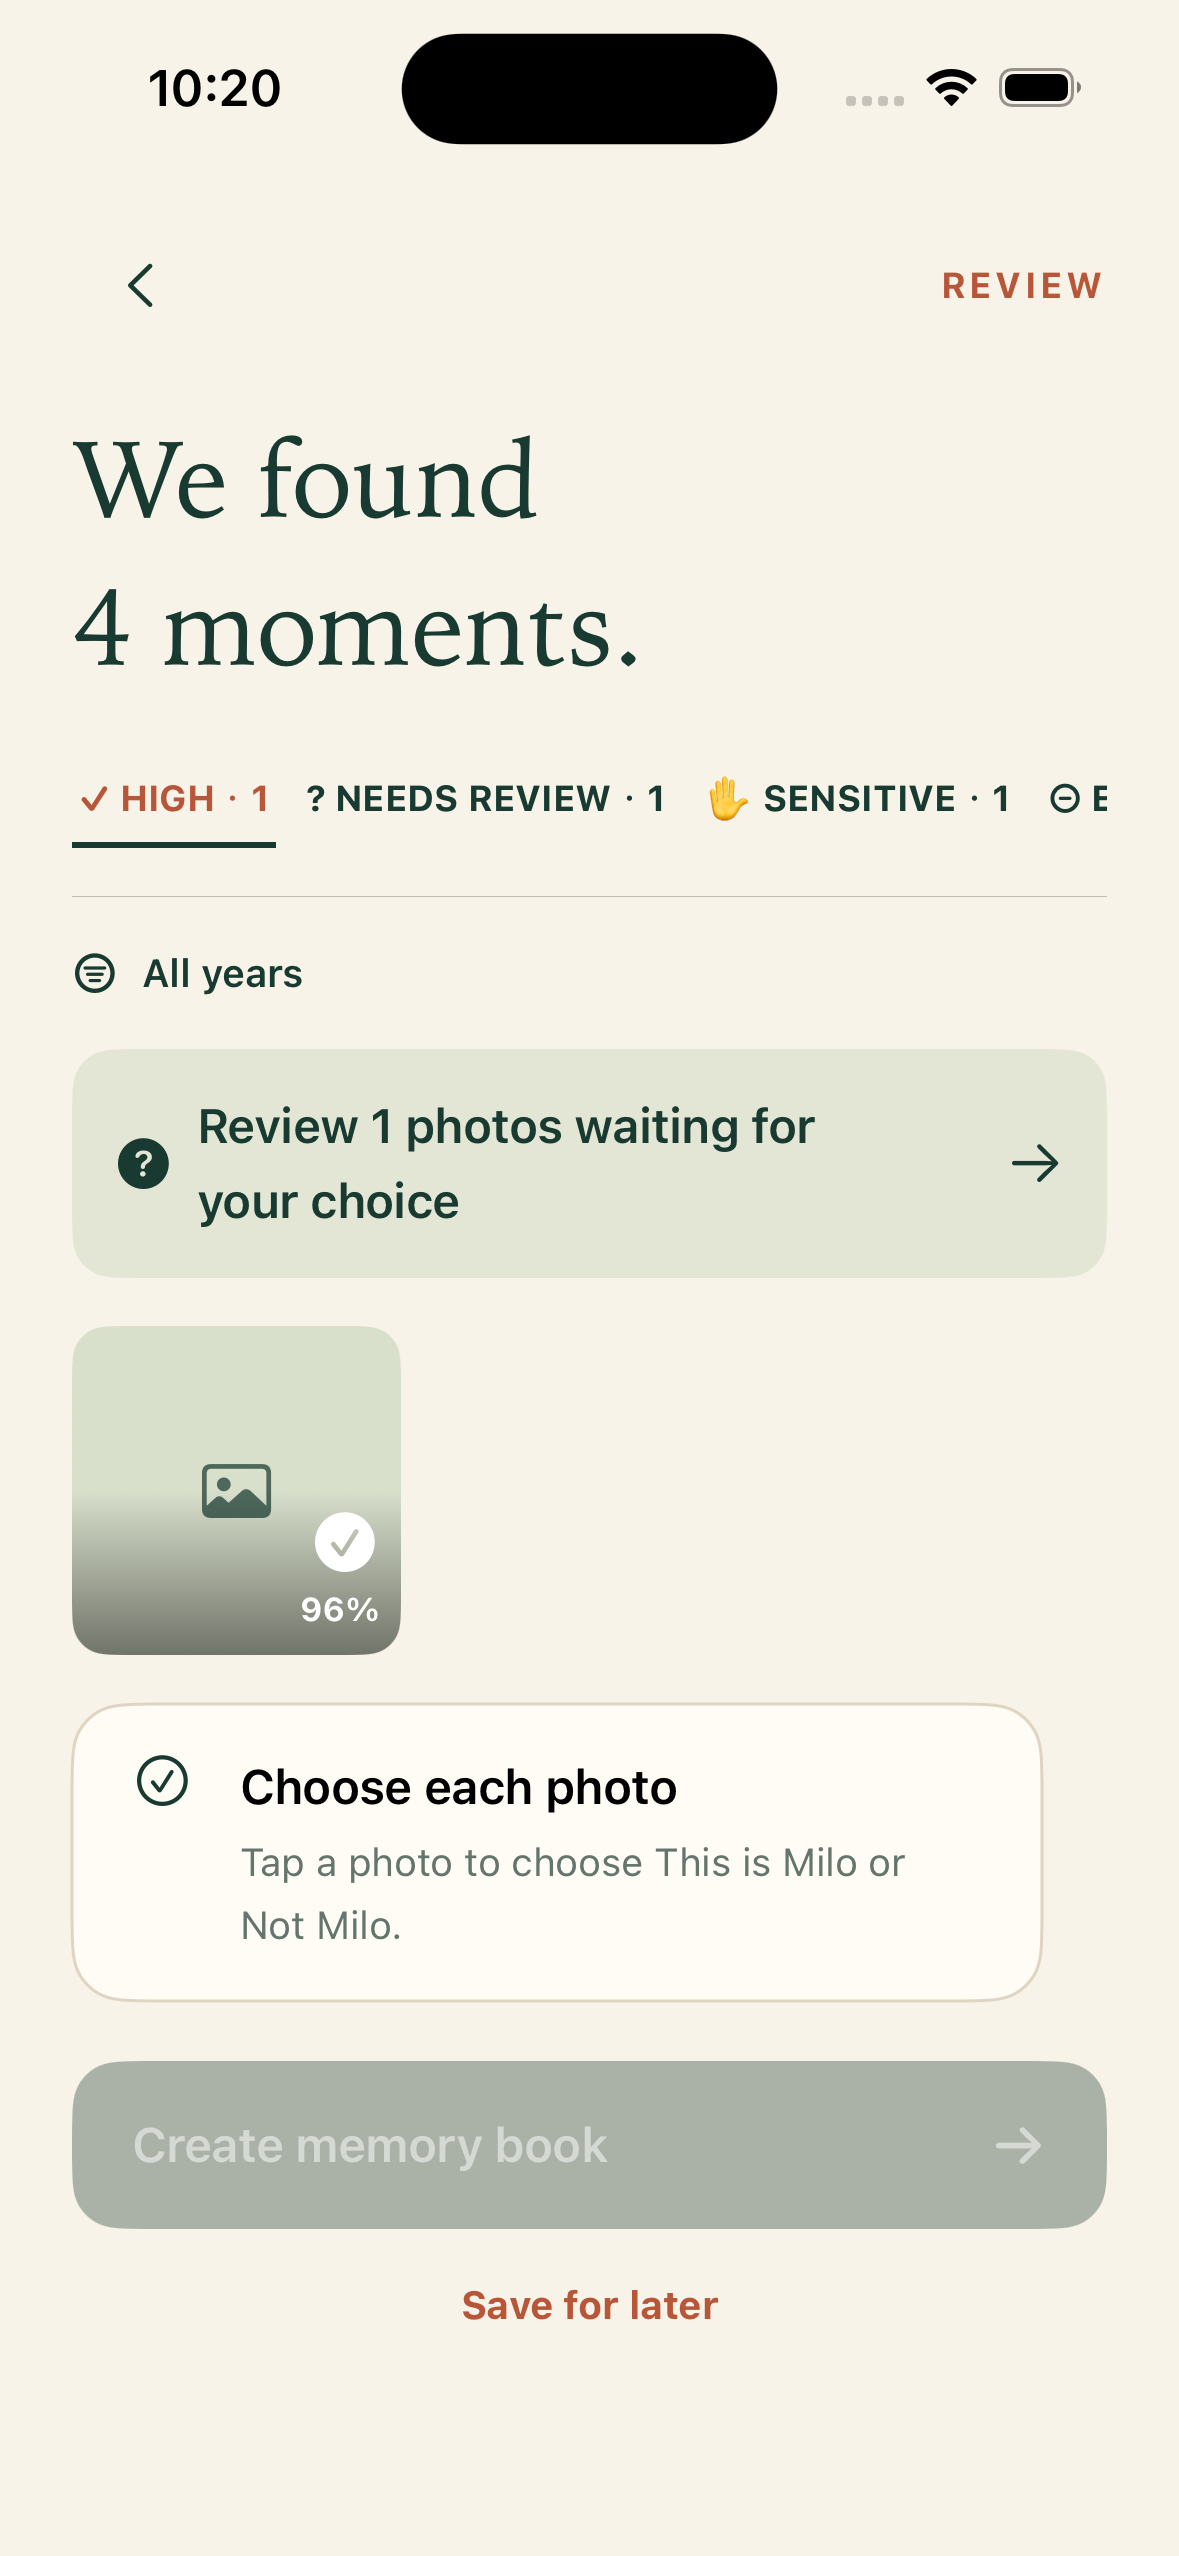 10:20
REVIEW
We found
4 moments.
✓ HIGH · 1 ? NEEDS REVIEW · 1 ✋ SENSITIVE · 1
All years
Review 1 photos waiting for
your choice
96%
Choose each photo
Tap a photo to choose This is Milo or
Not Milo.
Create memory book
Save for later